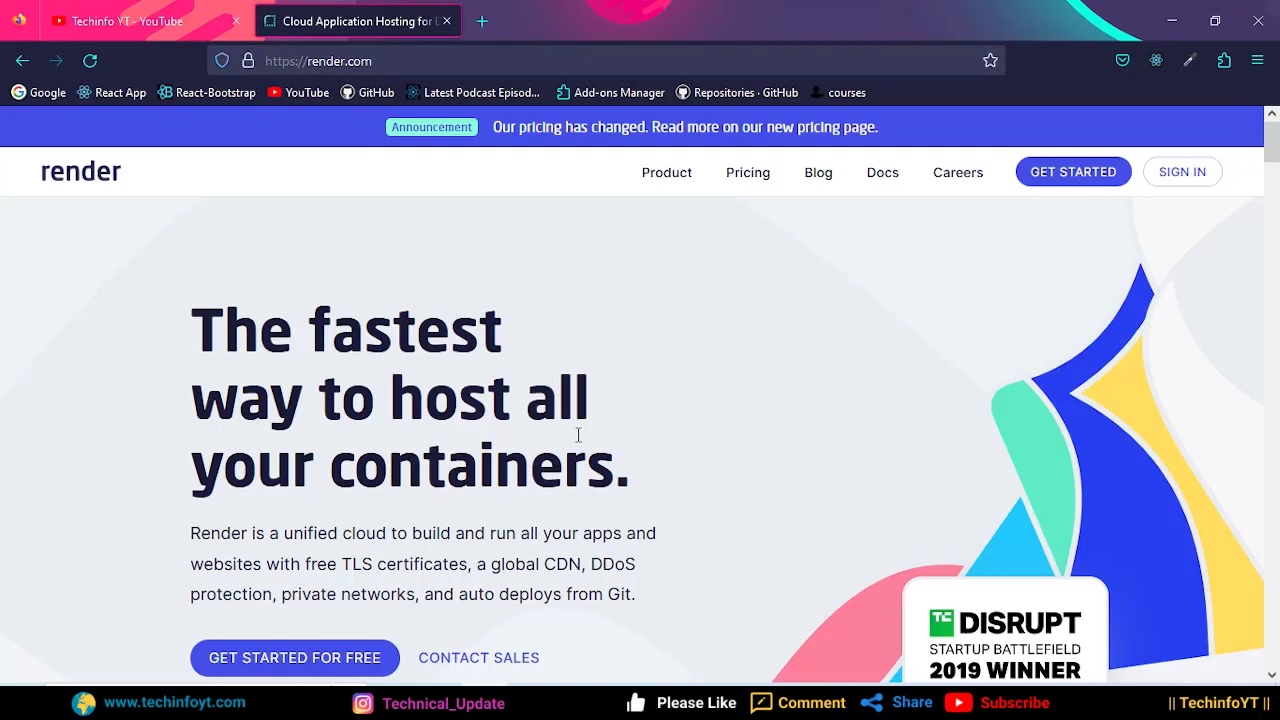 Techinfo YT - YouTube
Cloud Application Hosting for D
https://render.com
Google React App React-Bootstrap YouTube GitHub Latest Podcast Episod... Add-ons Manager Repositories · GitHub courses
Announcement Our pricing has changed. Read more on our new pricing page.
render Product Pricing Blog Docs Careers GET STARTED SIGN IN
The fastest
way to host all
your containers.
Render is a unified cloud to build and run all your apps and
websites with free TLS certificates, a global CDN, DDoS
protection, private networks, and auto deploys from Git.
GET STARTED FOR FREE CONTACT SALES
TC DISRUPT
STARTUP BATTLEFIELD
2019 WINNER
www.techinfoyt.com Technical_Update Please Like Comment Share Subscribe || TechinfoYT ||